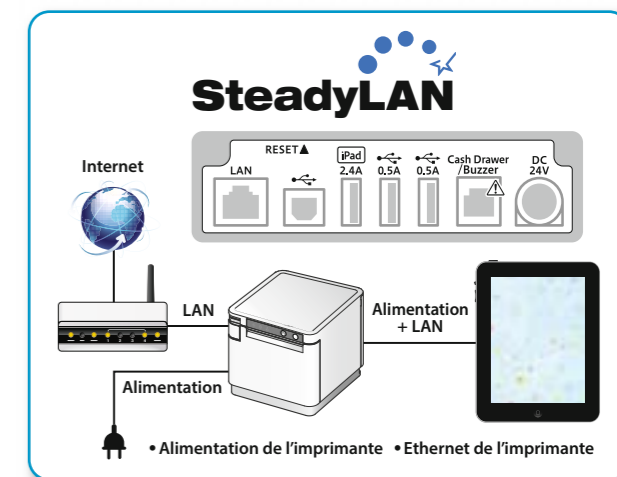 SteadyLAN
RESET▲
LAN
iPad
2.4A
0.5A
0.5A
Cash Drawer
/Buzzer
DC
24V
Internet
LAN
Alimentation
+ LAN
Alimentation
• Alimentation de l’imprimante • Ethernet de l’imprimante